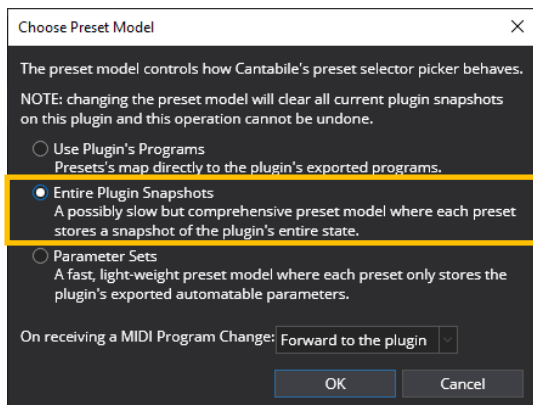 Choose Preset Model
The preset model controls how Cantabile's preset selector picker behaves.
NOTE: changing the preset model will clear all current plugin snapshots
on this plugin and this operation cannot be undone.
Use Plugin's Programs
Presets's map directly to the plugin's exported programs.
Entire Plugin Snapshots
A possibly slow but comprehensive preset model where each preset
stores a snapshot of the plugin's entire state.
Parameter Sets
A fast, light-weight preset model where each preset only stores the
plugin's exported automatable parameters.
On receiving a MIDI Program Change: Forward to the plugin
OK Cancel